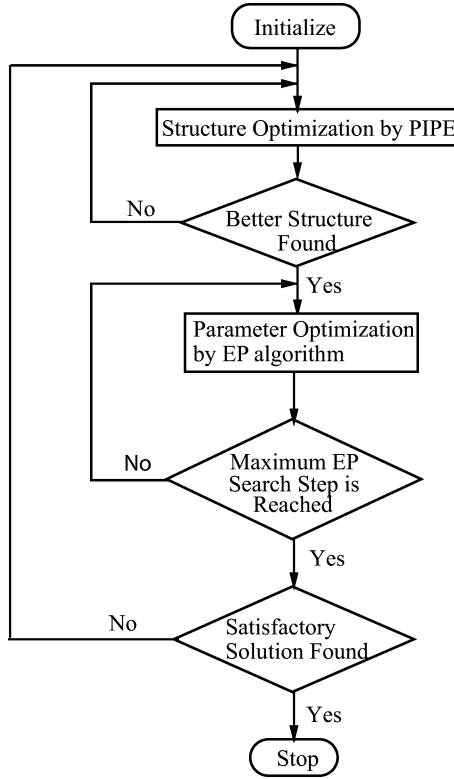 Initialize
Structure Optimization by PIPE
No
Better Structure
Found
Yes
Parameter Optimization
by EP algorithm
No
Maximum EP
Search Step is
Reached
Yes
No
Satisfactory
Solution Found
Yes
Stop